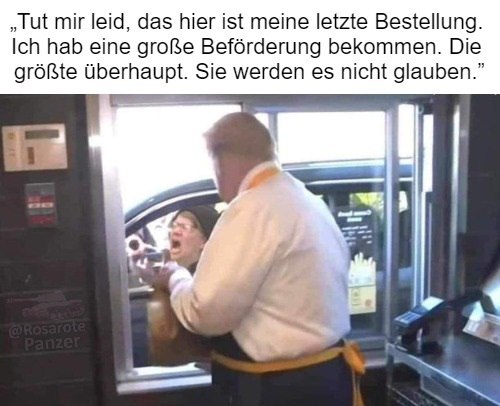 „Tut mir leid, das hier ist meine letzte Bestellung.
Ich hab eine große Beförderung bekommen. Die
größte überhaupt. Sie werden es nicht glauben.”
@Rosarote
Panzer